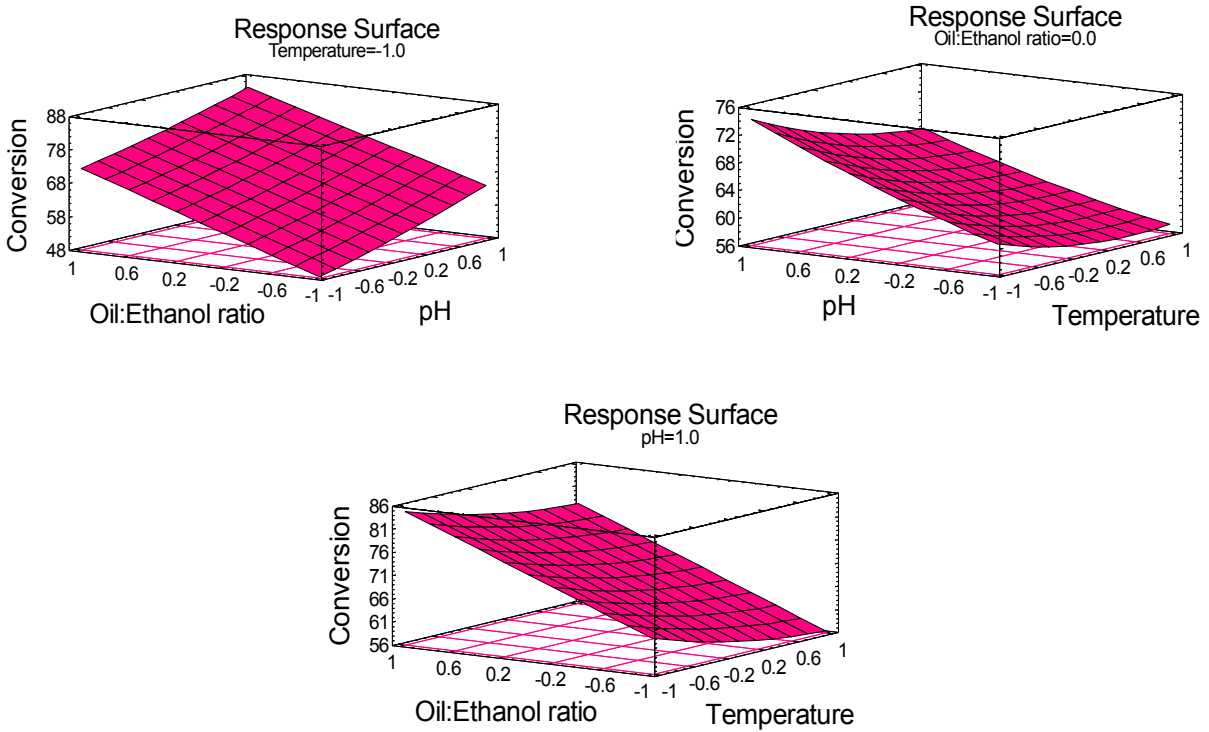 Response Surface
Temperature=-1.0
Conversion
88
78
68
58
48
1 0.6 0.2 -0.2 -0.6 -1
-1 -0.6 -0.2 0.2 0.6 1
Oil:Ethanol ratio
pH
Response Surface
Oil:Ethanol ratio=0.0
Conversion
76
72
68
64
60
56
1 0.6 0.2 -0.2 -0.6 -1
-1 -0.6 -0.2 0.2 0.6 1
pH
Temperature
Response Surface
pH=1.0
Conversion
86
81
76
71
66
61
56
1 0.6 0.2 -0.2 -0.6 -1
-1 -0.6 -0.2 0.2 0.6 1
Oil:Ethanol ratio
Temperature